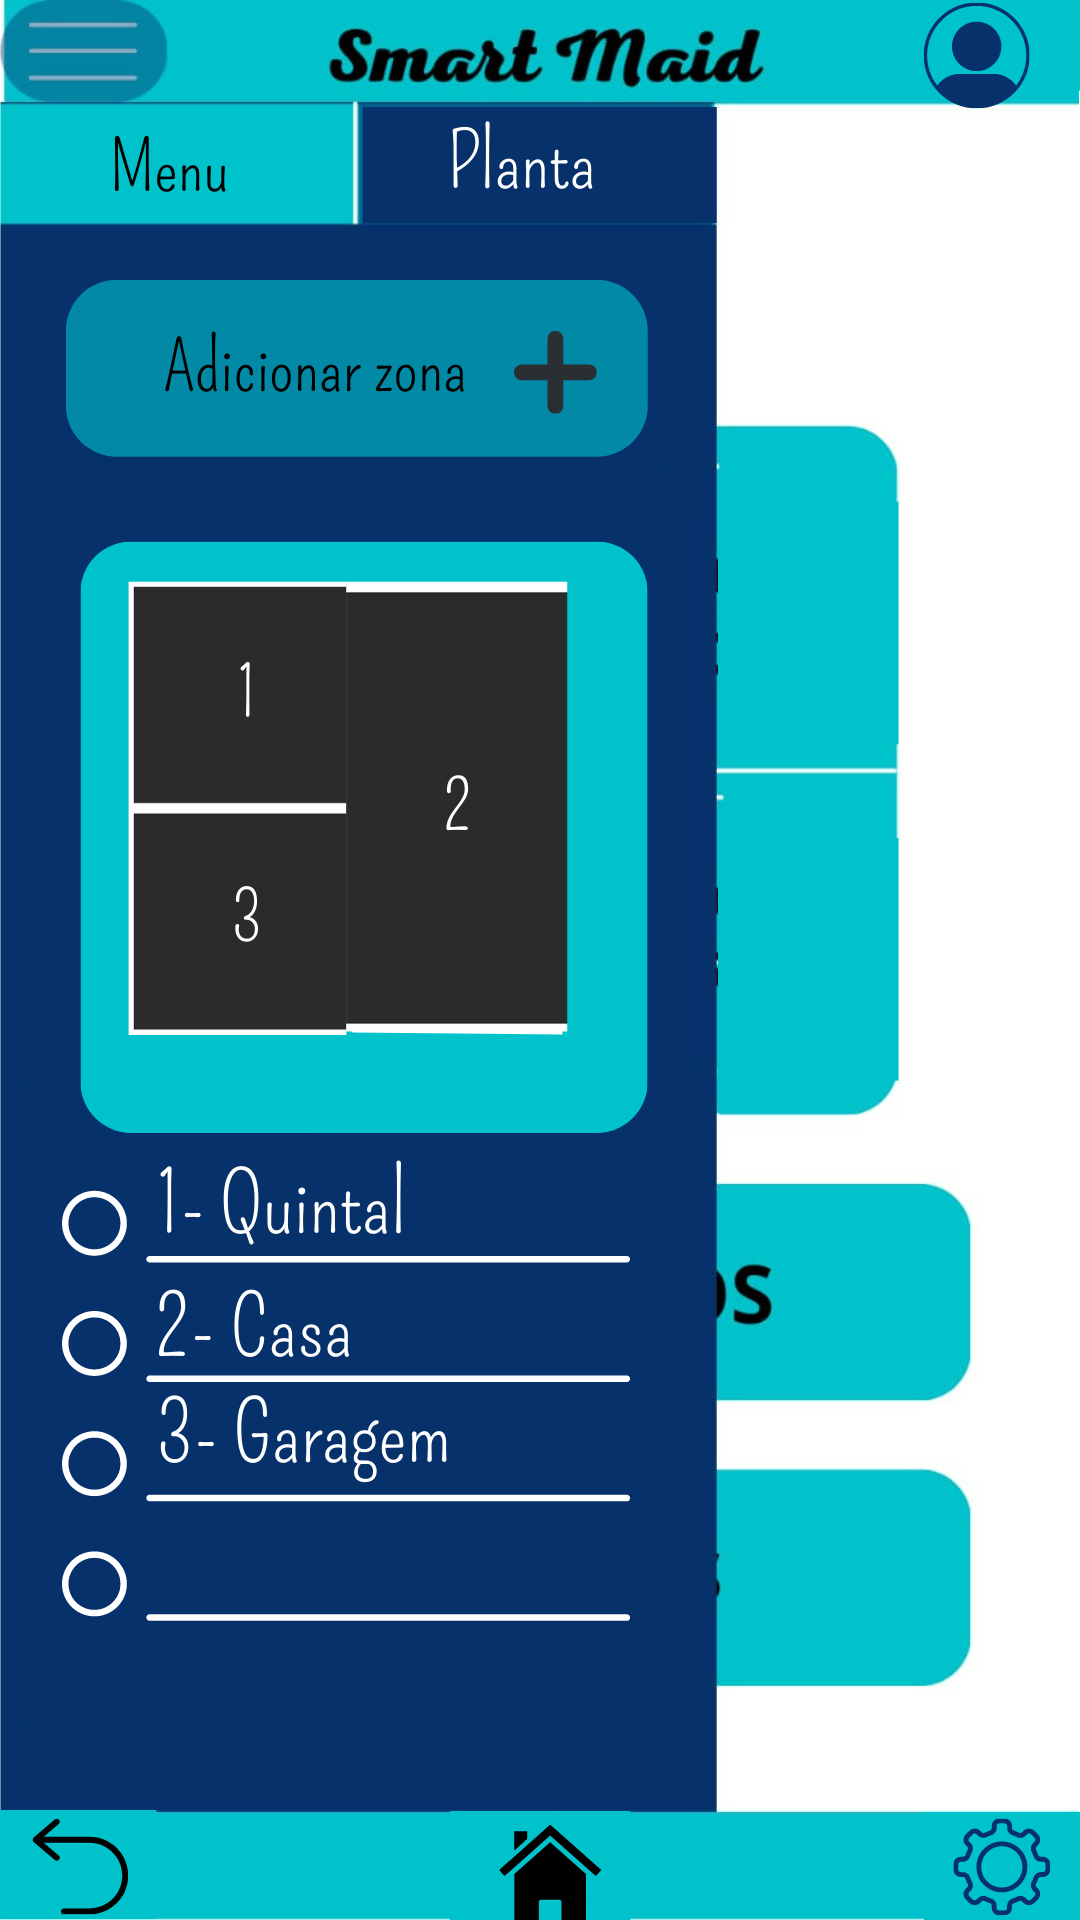 Smart Maid
Menu
Planta
Adicionar zona
1
2
3
1- Quintal
2- Casa
3- Garagem